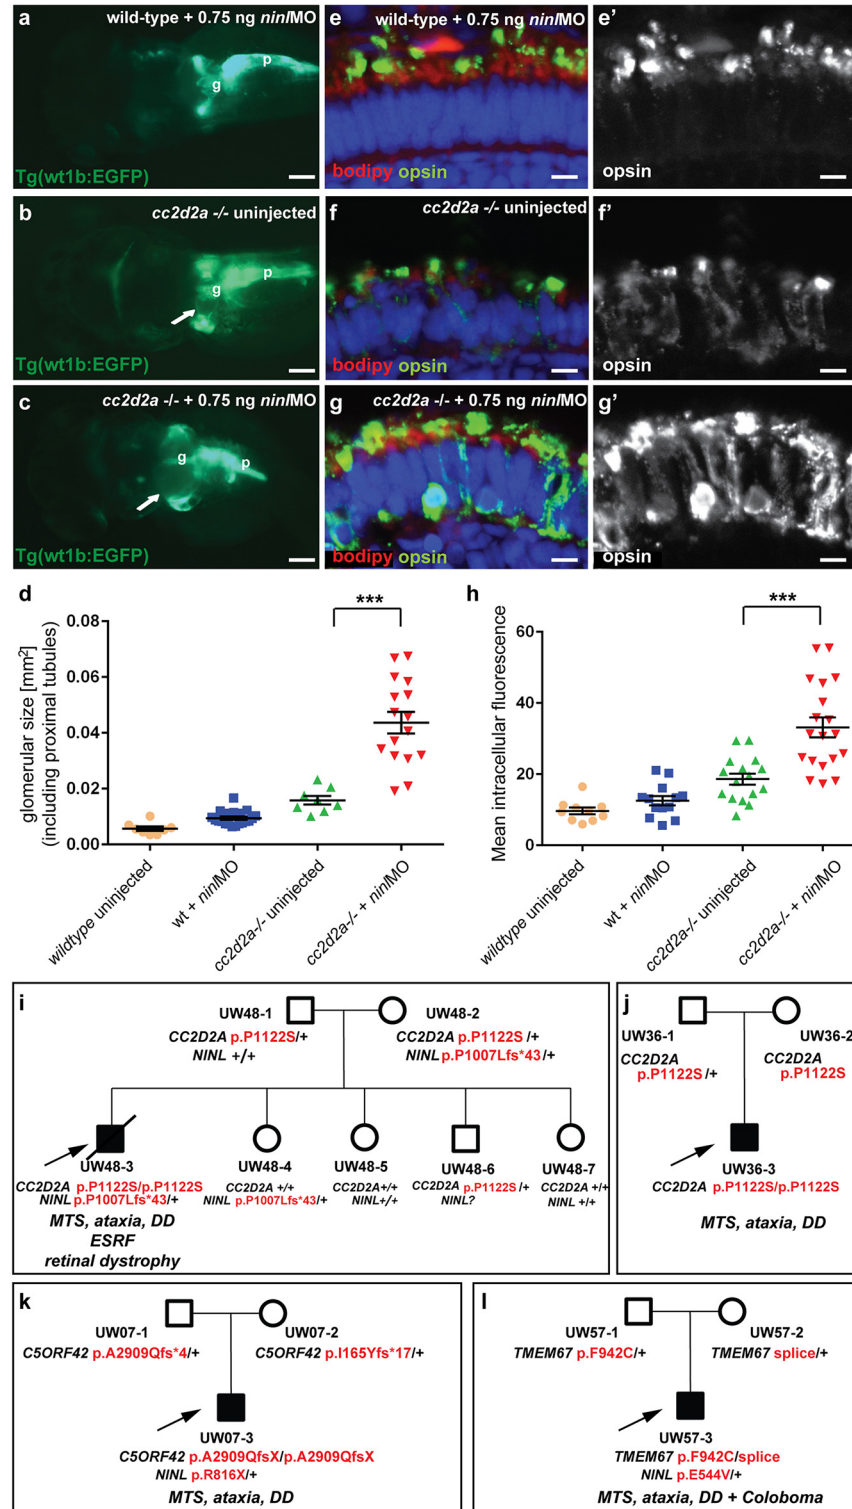 a wild-type + 0.75 ng ninlMO
p
g
Tg(wt1b:EGFP)
e wild-type + 0.75 ng ninlMO
bodipy opsin
e’
opsin
b cc2d2a -/- uninjected
p
g
Tg(wt1b:EGFP)
f cc2d2a -/- uninjected
bodipy opsin
f’
opsin
c cc2d2a -/- + 0.75 ng ninlMO
g
p
Tg(wt1b:EGFP)
g cc2d2a -/- + 0.75 ng ninlMO
bodipy opsin
g’
opsin
d
***
glomerular size [mm²]
(including proximal tubules)
0.08
0.06
0.04
0.02
0.00
wildtype uninjected
wt + ninlMO
cc2d2a-/- uninjected
cc2d2a-/- + ninlMO
h
***
Mean intracellular fluorescence
60
40
20
0
wildtype uninjected
wt + ninlMO
cc2d2a-/- uninjected
cc2d2a-/- + ninlMO
i
UW48-1
CC2D2A p.P1122S/+
NINL +/+
UW48-2
CC2D2A p.P1122S /+
NINL p.P1007Lfs*43/+
UW48-3
CC2D2A p.P1122S/p.P1122S
NINL p.P1007Lfs*43/+
MTS, ataxia, DD
ESRF
retinal dystrophy
UW48-4
CC2D2A +/+
NINL p.P1007Lfs*43/+
UW48-5
CC2D2A+/+
NINL+/+
UW48-6
CC2D2A p.P1122S /+
NINL?
UW48-7
CC2D2A +/+
NINL +/+
j
UW36-1
CC2D2A
p.P1122S /+
UW36-2
CC2D2A
p.P1122S
UW36-3
CC2D2A p.P1122S/p.P1122S
MTS, ataxia, DD
k
UW07-1
C5ORF42 p.A2909Qfs*4/+
UW07-2
C5ORF42 p.I165Yfs*17/+
UW07-3
C5ORF42 p.A2909QfsX/p.A2909QfsX
NINL p.R816X/+
MTS, ataxia, DD
l
UW57-1
TMEM67 p.F942C/+
UW57-2
TMEM67 splice/+
UW57-3
TMEM67 p.F942C/splice
NINL p.E544V/+
MTS, ataxia, DD + Coloboma